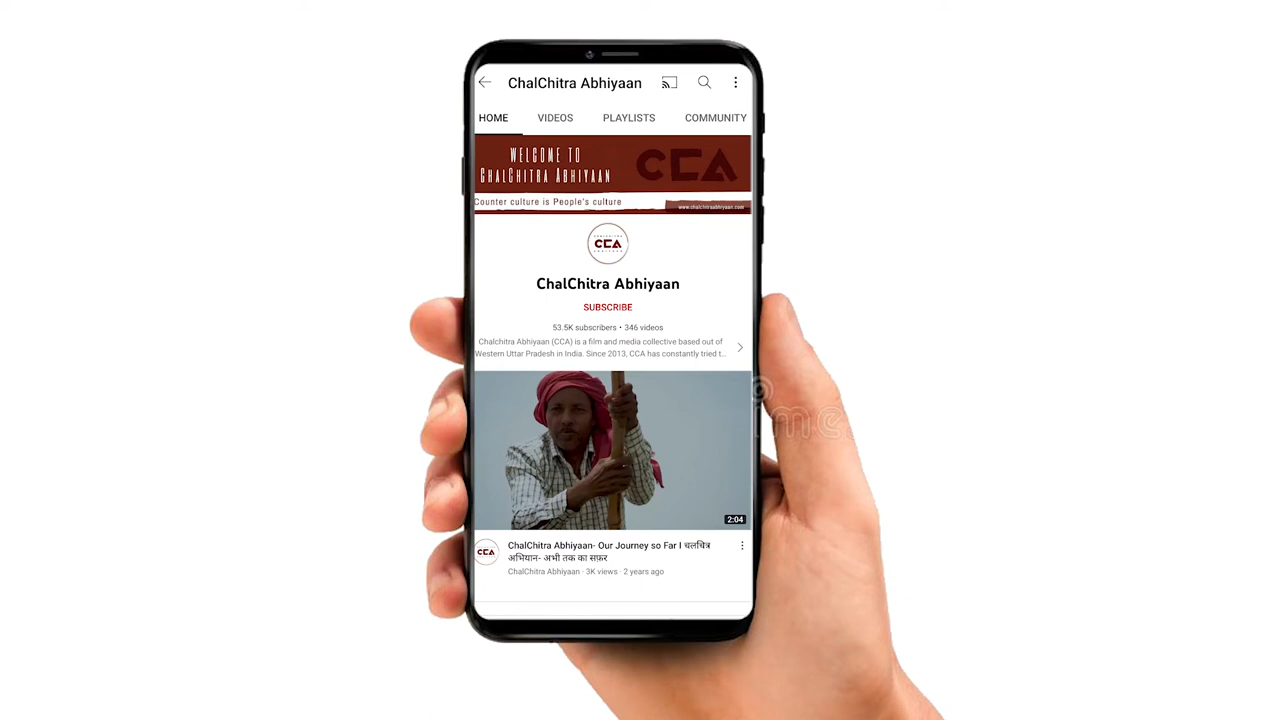 ChalChitra Abhiyaan
HOME VIDEOS PLAYLISTS COMMUNITY
WELCOME TO
CHALCHITRA ABHIYAAN
CCA
Counter culture is People's culture
www.chalchitraabhiyaan.com
CCA
ChalChitra Abhiyaan
SUBSCRIBE
53.5K subscribers • 346 videos
Chalchitra Abhiyaan (CCA) is a film and media collective based out of
Western Uttar Pradesh in India. Since 2013, CCA has constantly tried t...
2:04
CCA
ChalChitra Abhiyaan- Our Journey so Far I चलचित्र
अभियान- अभी तक का सफ़र
ChalChitra Abhiyaan · 3K views · 2 years ago